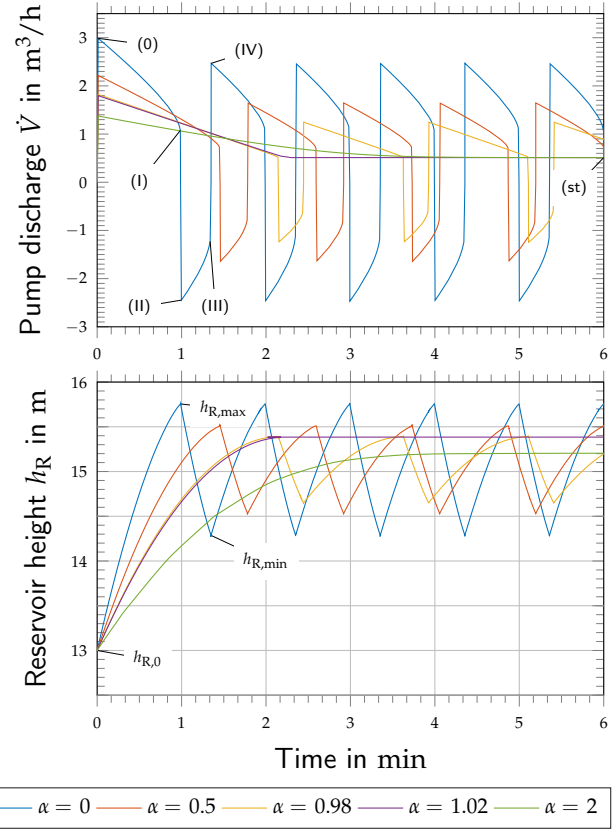 Pump discharge V̇ in m³/h
3
2
1
0
−1
−2
−3
(0)
(IV)
(I)
(st)
(II)
(III)
0 1 2 3 4 5 6
Reservoir height h_R in m
16
15
14
13
h_R,max
h_R,min
h_R,0
0 1 2 3 4 5 6
Time in min
α = 0 α = 0.5 α = 0.98 α = 1.02 α = 2